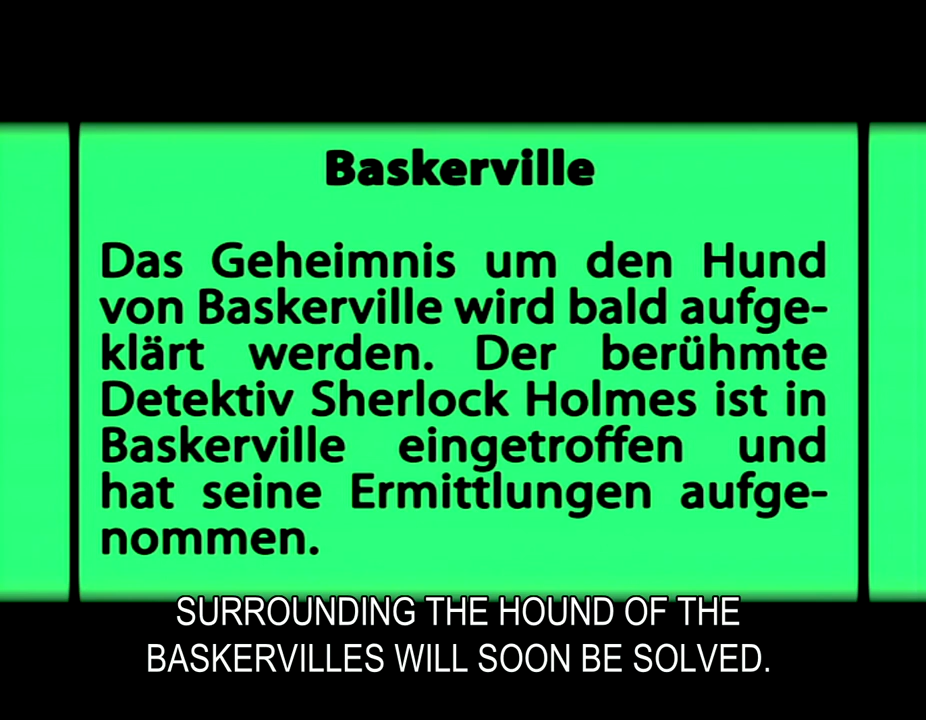 Baskerville
Das Geheimnis um den Hund
von Baskerville wird bald aufge-
klärt werden. Der berühmte
Detektiv Sherlock Holmes ist in
Baskerville eingetroffen und
hat seine Ermittlungen aufge-
nommen.
SURROUNDING THE HOUND OF THE
BASKERVILLES WILL SOON BE SOLVED.